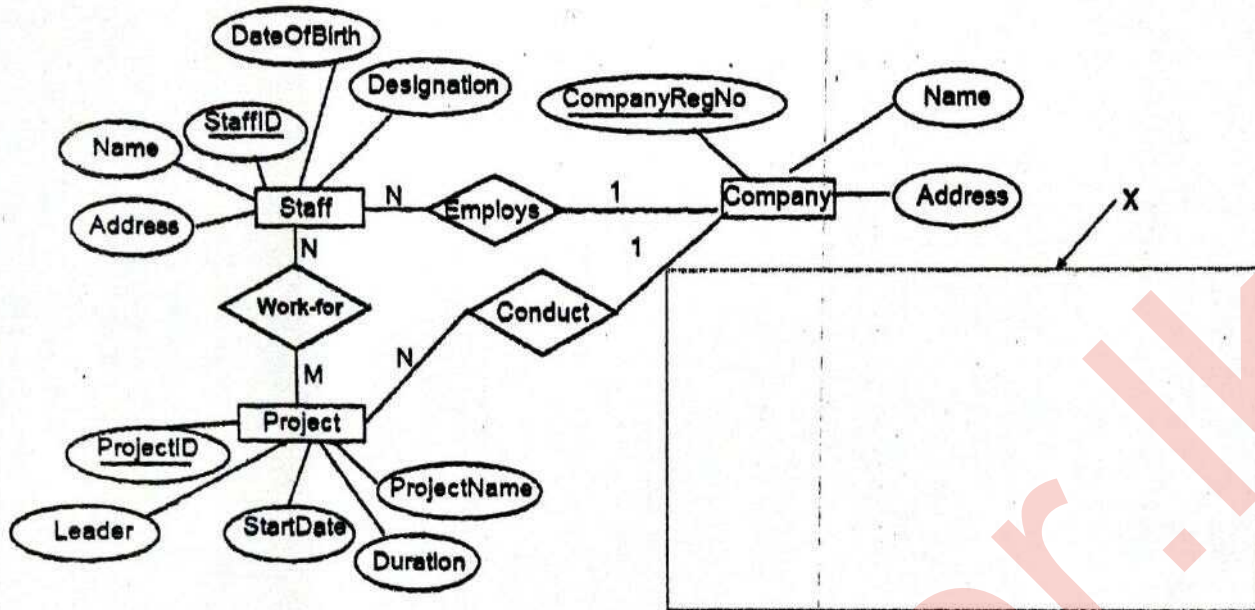 DateOfBirth
Designation
StaffID
Name
Address
Staff
N
Employs
1
CompanyRegNo
Name
Company
Address
X
N
Work-for
M
1
Conduct
N
Project
ProjectID
Leader
StartDate
ProjectName
Duration